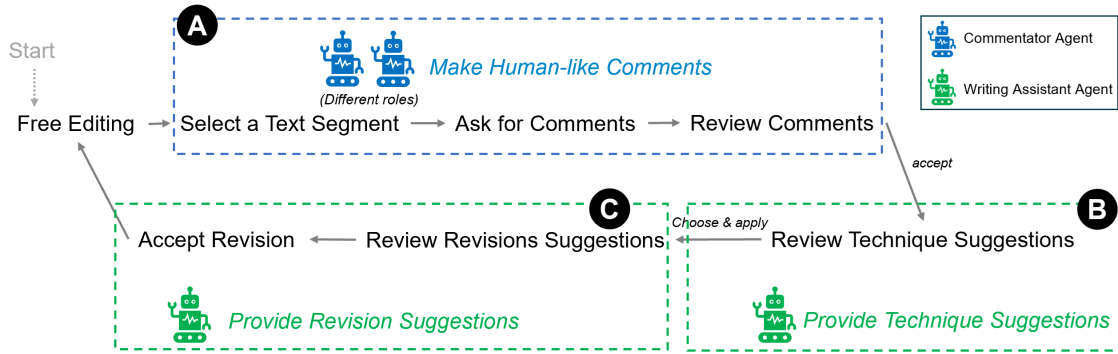 Start
A
Make Human-like Comments
(Different roles)
Commentator Agent
Writing Assistant Agent
Free Editing
Select a Text Segment
Ask for Comments
Review Comments
accept
C
B
Choose & apply
Accept Revision
Review Revisions Suggestions
Review Technique Suggestions
Provide Revision Suggestions
Provide Technique Suggestions